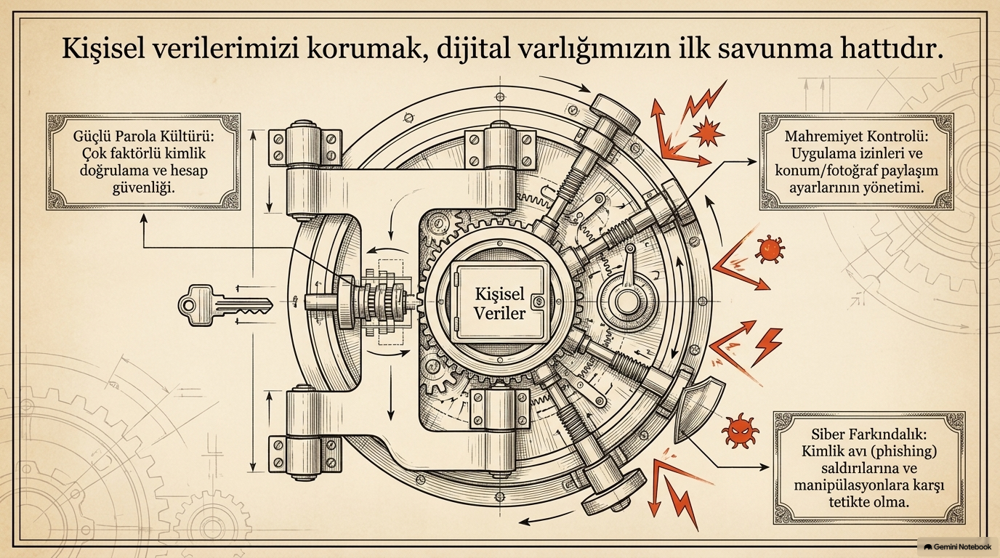 Kişisel verilerimizi korumak, dijital varlığımızın ilk savunma hattıdır.
Güçlü Parola Kültürü:
Çok faktörlü kimlik
doğrulama ve hesap
güvenliği.
Mahremiyet Kontrolü:
Uygulama izinleri ve
konum/fotoğraf paylaşım
ayarlarının yönetimi.
Kişisel
Veriler
Siber Farkındalık:
Kimlik avı (phishing)
saldırılarına ve
manipülasyonlara karşı
tetikte olma.
Gemini Notebook